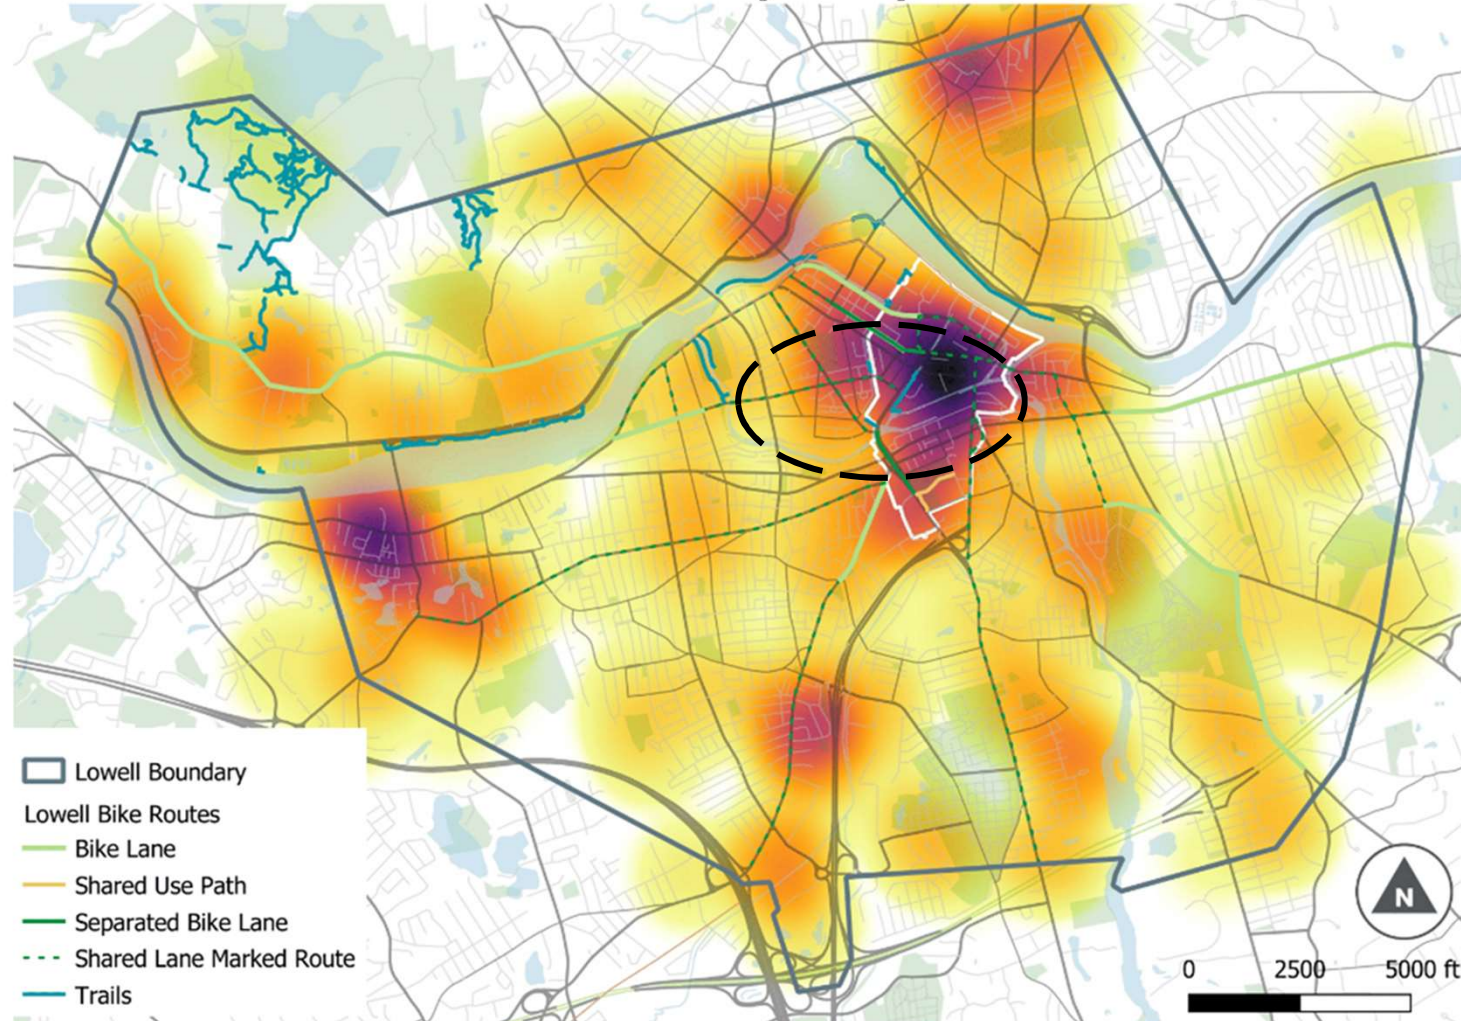 Lowell Boundary
Lowell Bike Routes
Bike Lane
Shared Use Path
Separated Bike Lane
Shared Lane Marked Route
Trails
N
0 2500 5000 ft